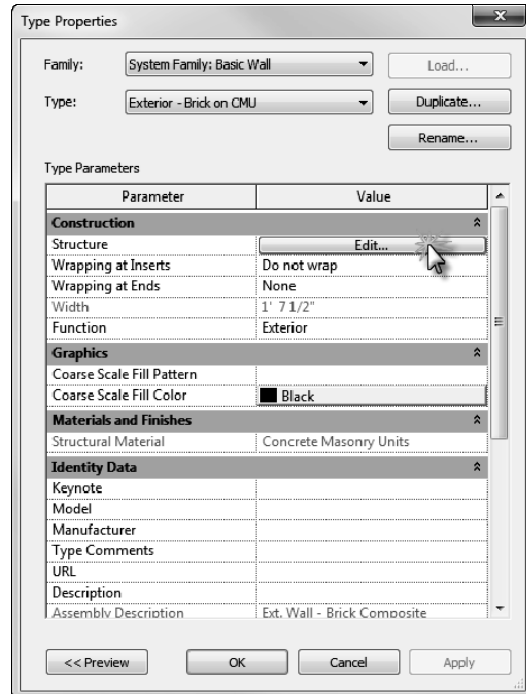 Type Properties
Family: System Family: Basic Wall Load...
Type: Exterior - Brick on CMU Duplicate...
Rename...
Type Parameters
Parameter Value
Construction
Structure Edit...
Wrapping at Inserts Do not wrap
Wrapping at Ends None
Width 1' 7 1/2"
Function Exterior
Graphics
Coarse Scale Fill Pattern
Coarse Scale Fill Color Black
Materials and Finishes
Structural Material Concrete Masonry Units
Identity Data
Keynote
Model
Manufacturer
Type Comments
URL
Description
Assembly Description Ext. Wall - Brick Composite
<< Preview OK Cancel Apply